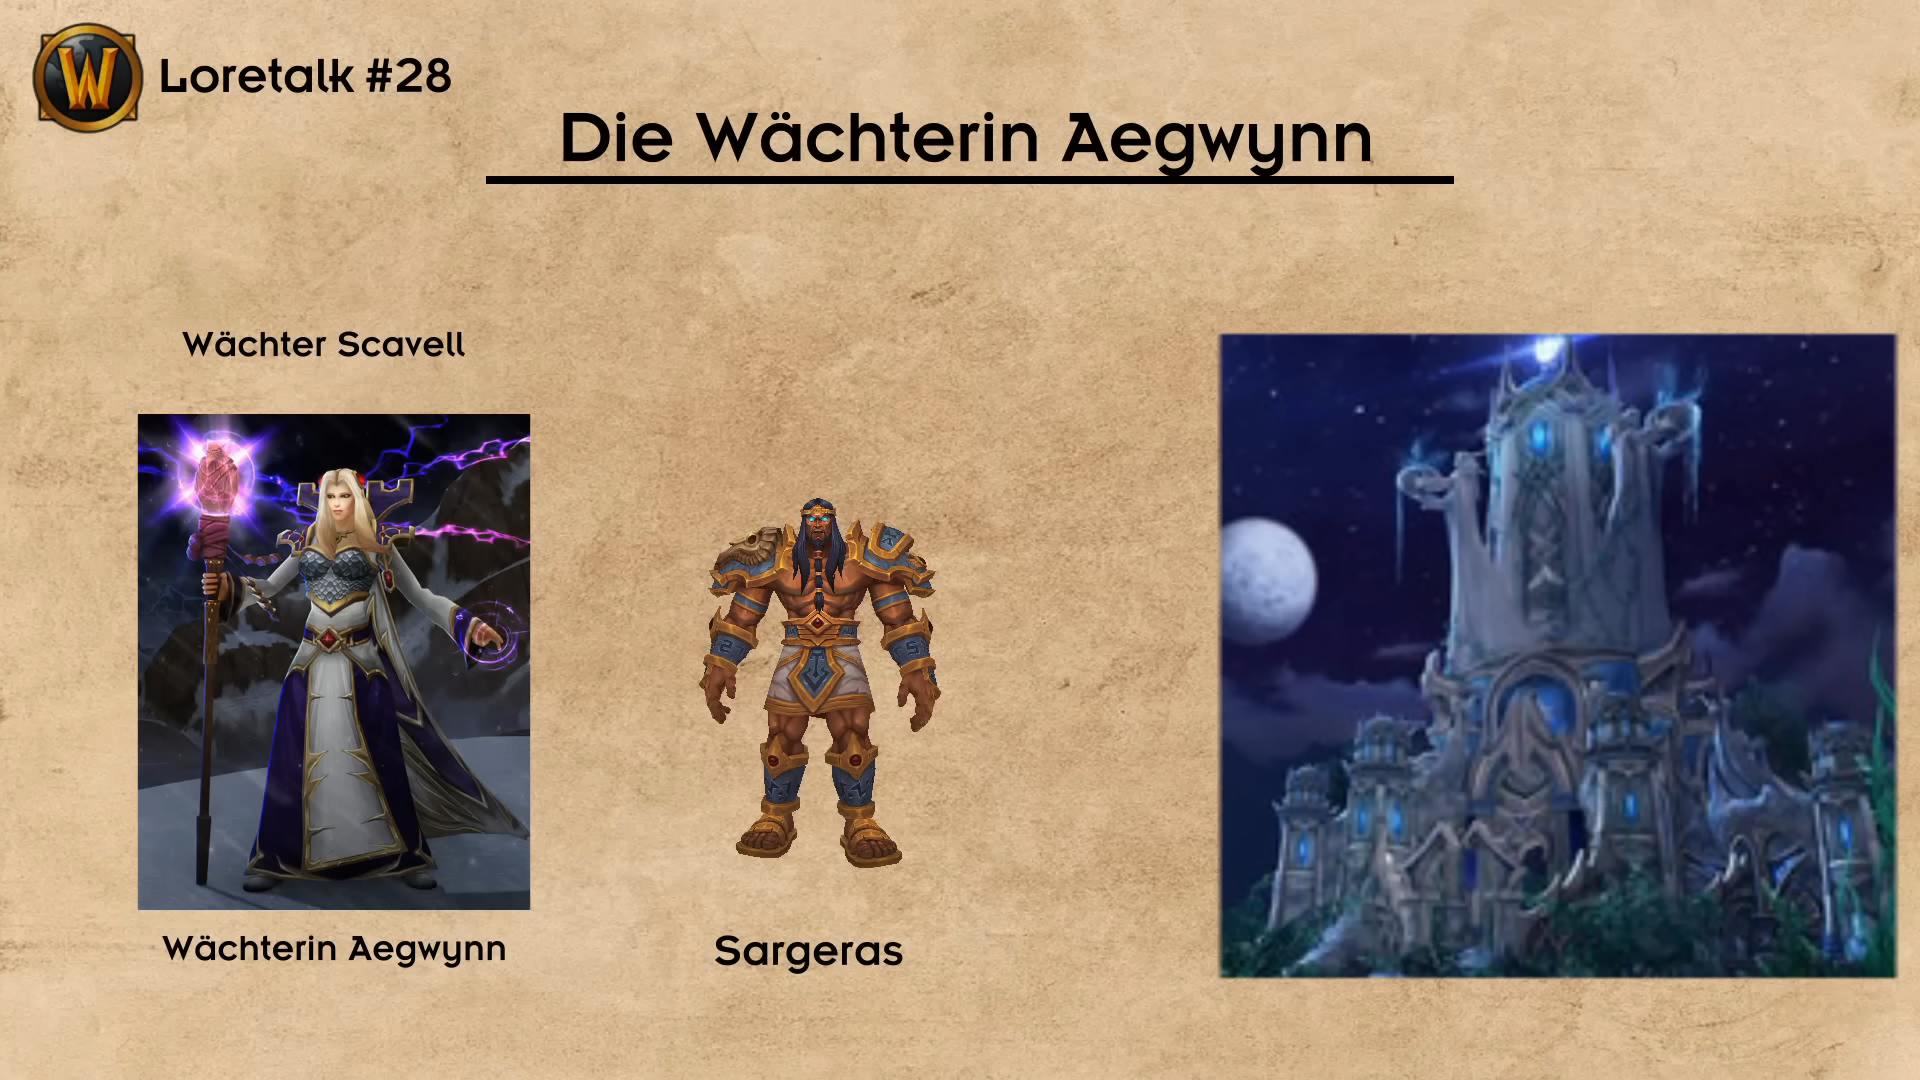 W
Loretalk #28
Die Wächterin Aegwynn
Wächter Scavell
Wächterin Aegwynn
Sargeras